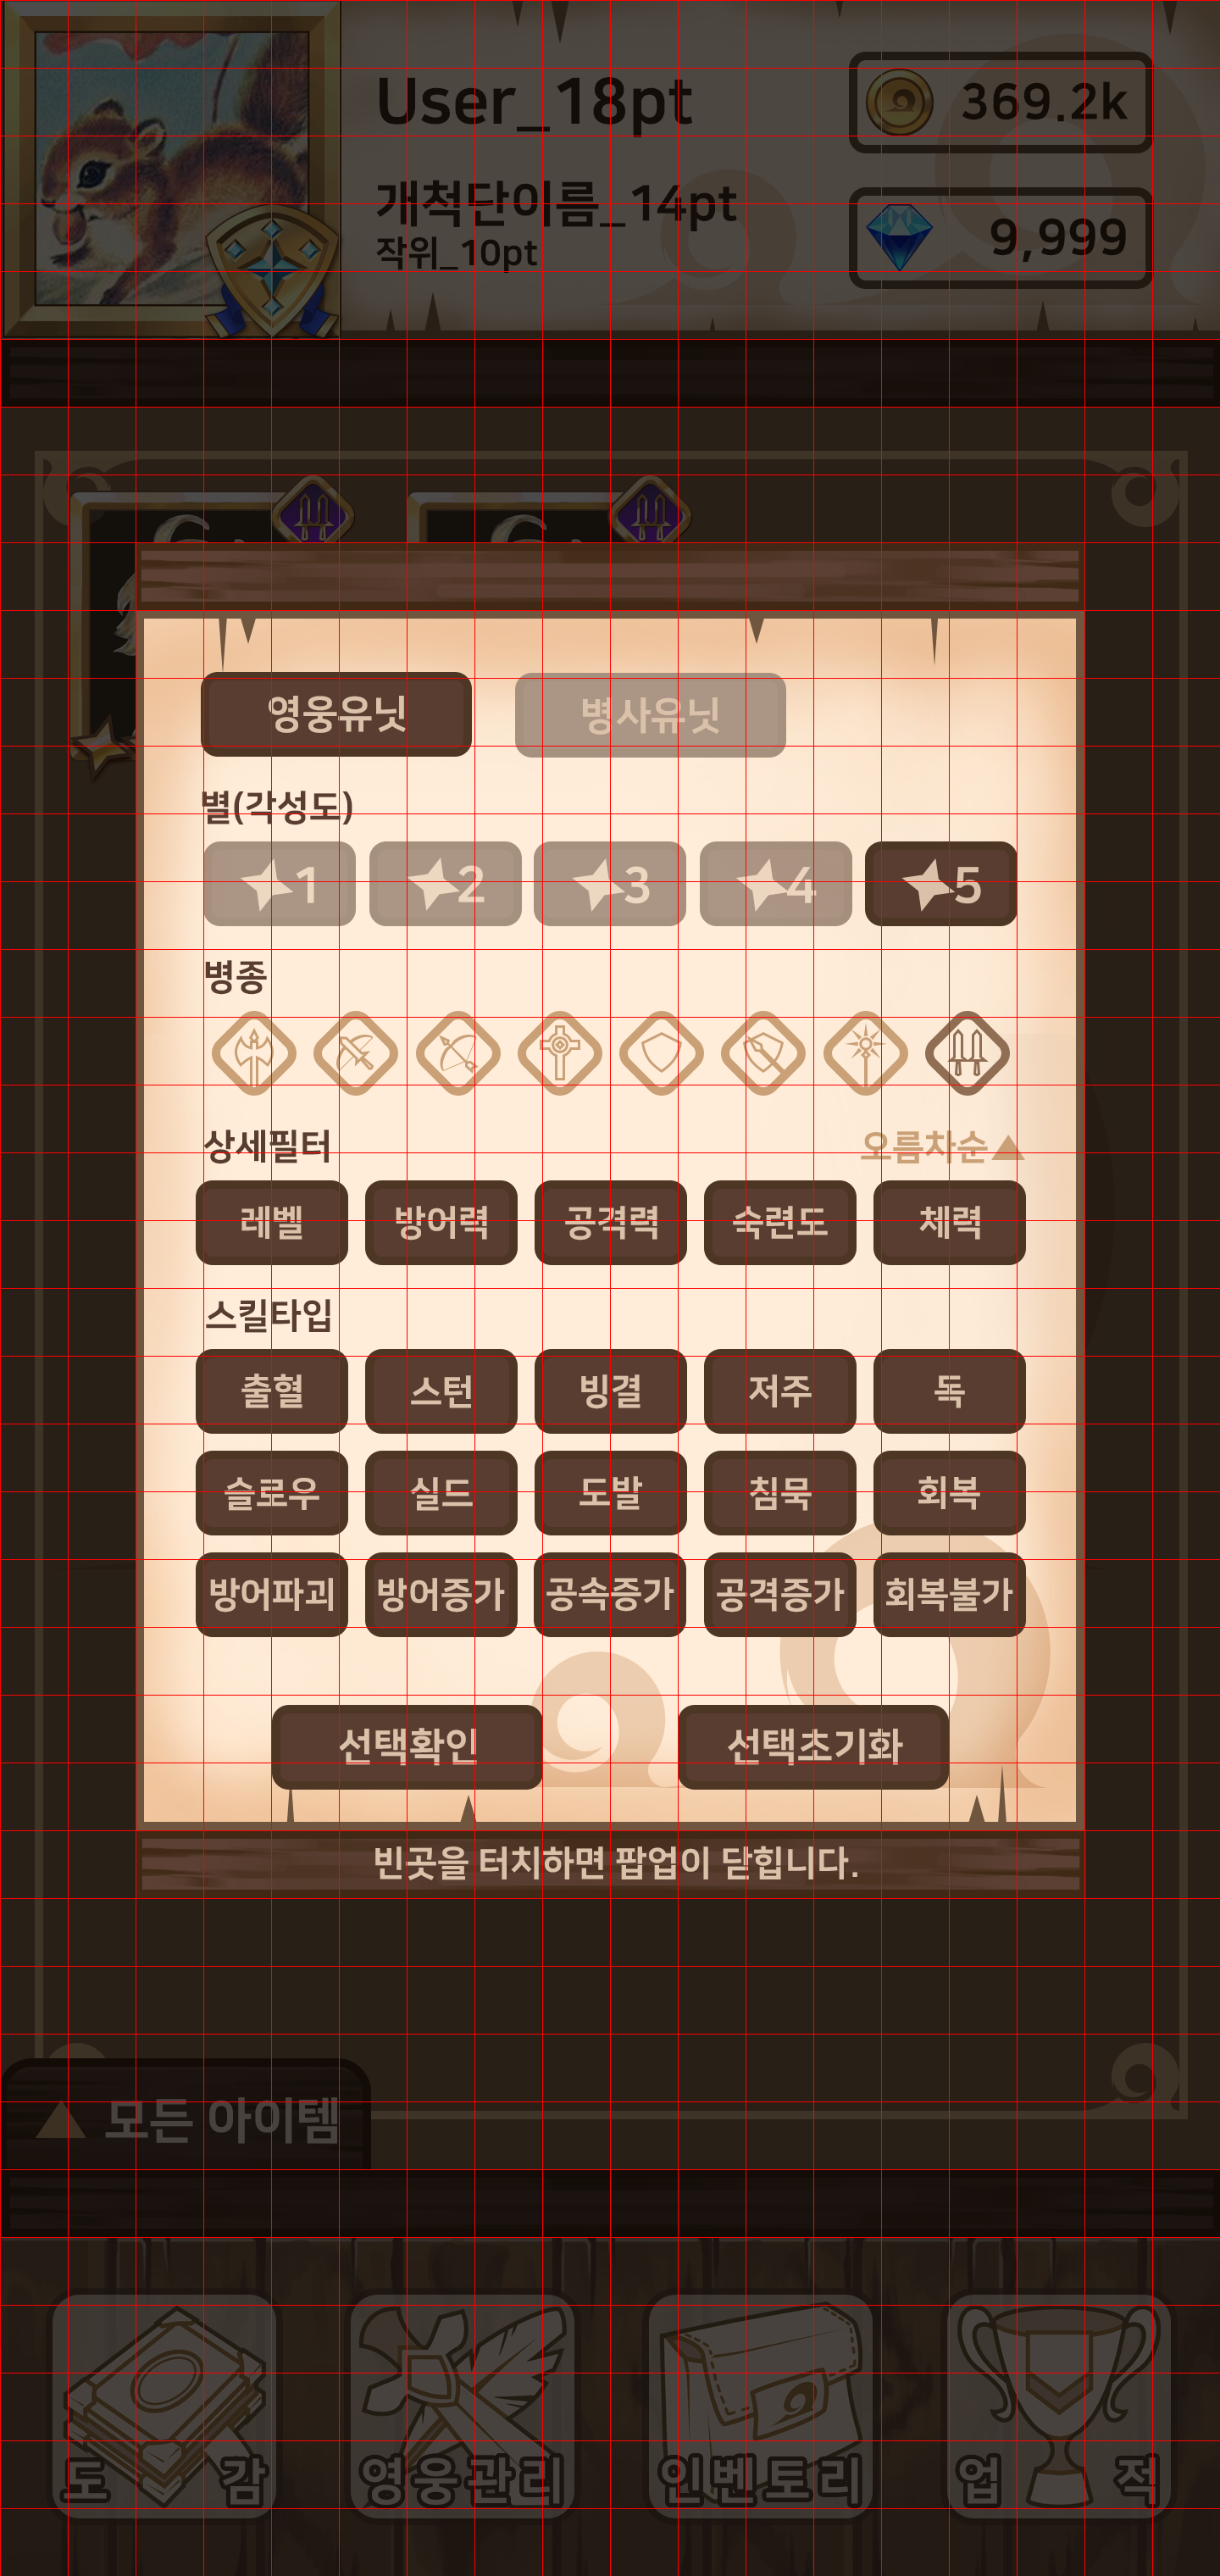 User_18pt
369.2k
개척단이름_14pt
작위_10pt
9,999
영웅유닛 병사유닛
별(각성도)
1 2 3 4 5
병종
상세필터 오름차순▲
레벨 방어력 공격력 숙련도 체력
스킬타입
출혈 스턴 빙결 저주 독
슬로우 실드 도발 침묵 회복
방어파괴 방어증가 공속증가 공격증가 회복불가
선택확인 선택초기화
빈곳을 터치하면 팝업이 닫힙니다.
▲ 모든 아이템
도감 영웅관리 인벤토리 업적